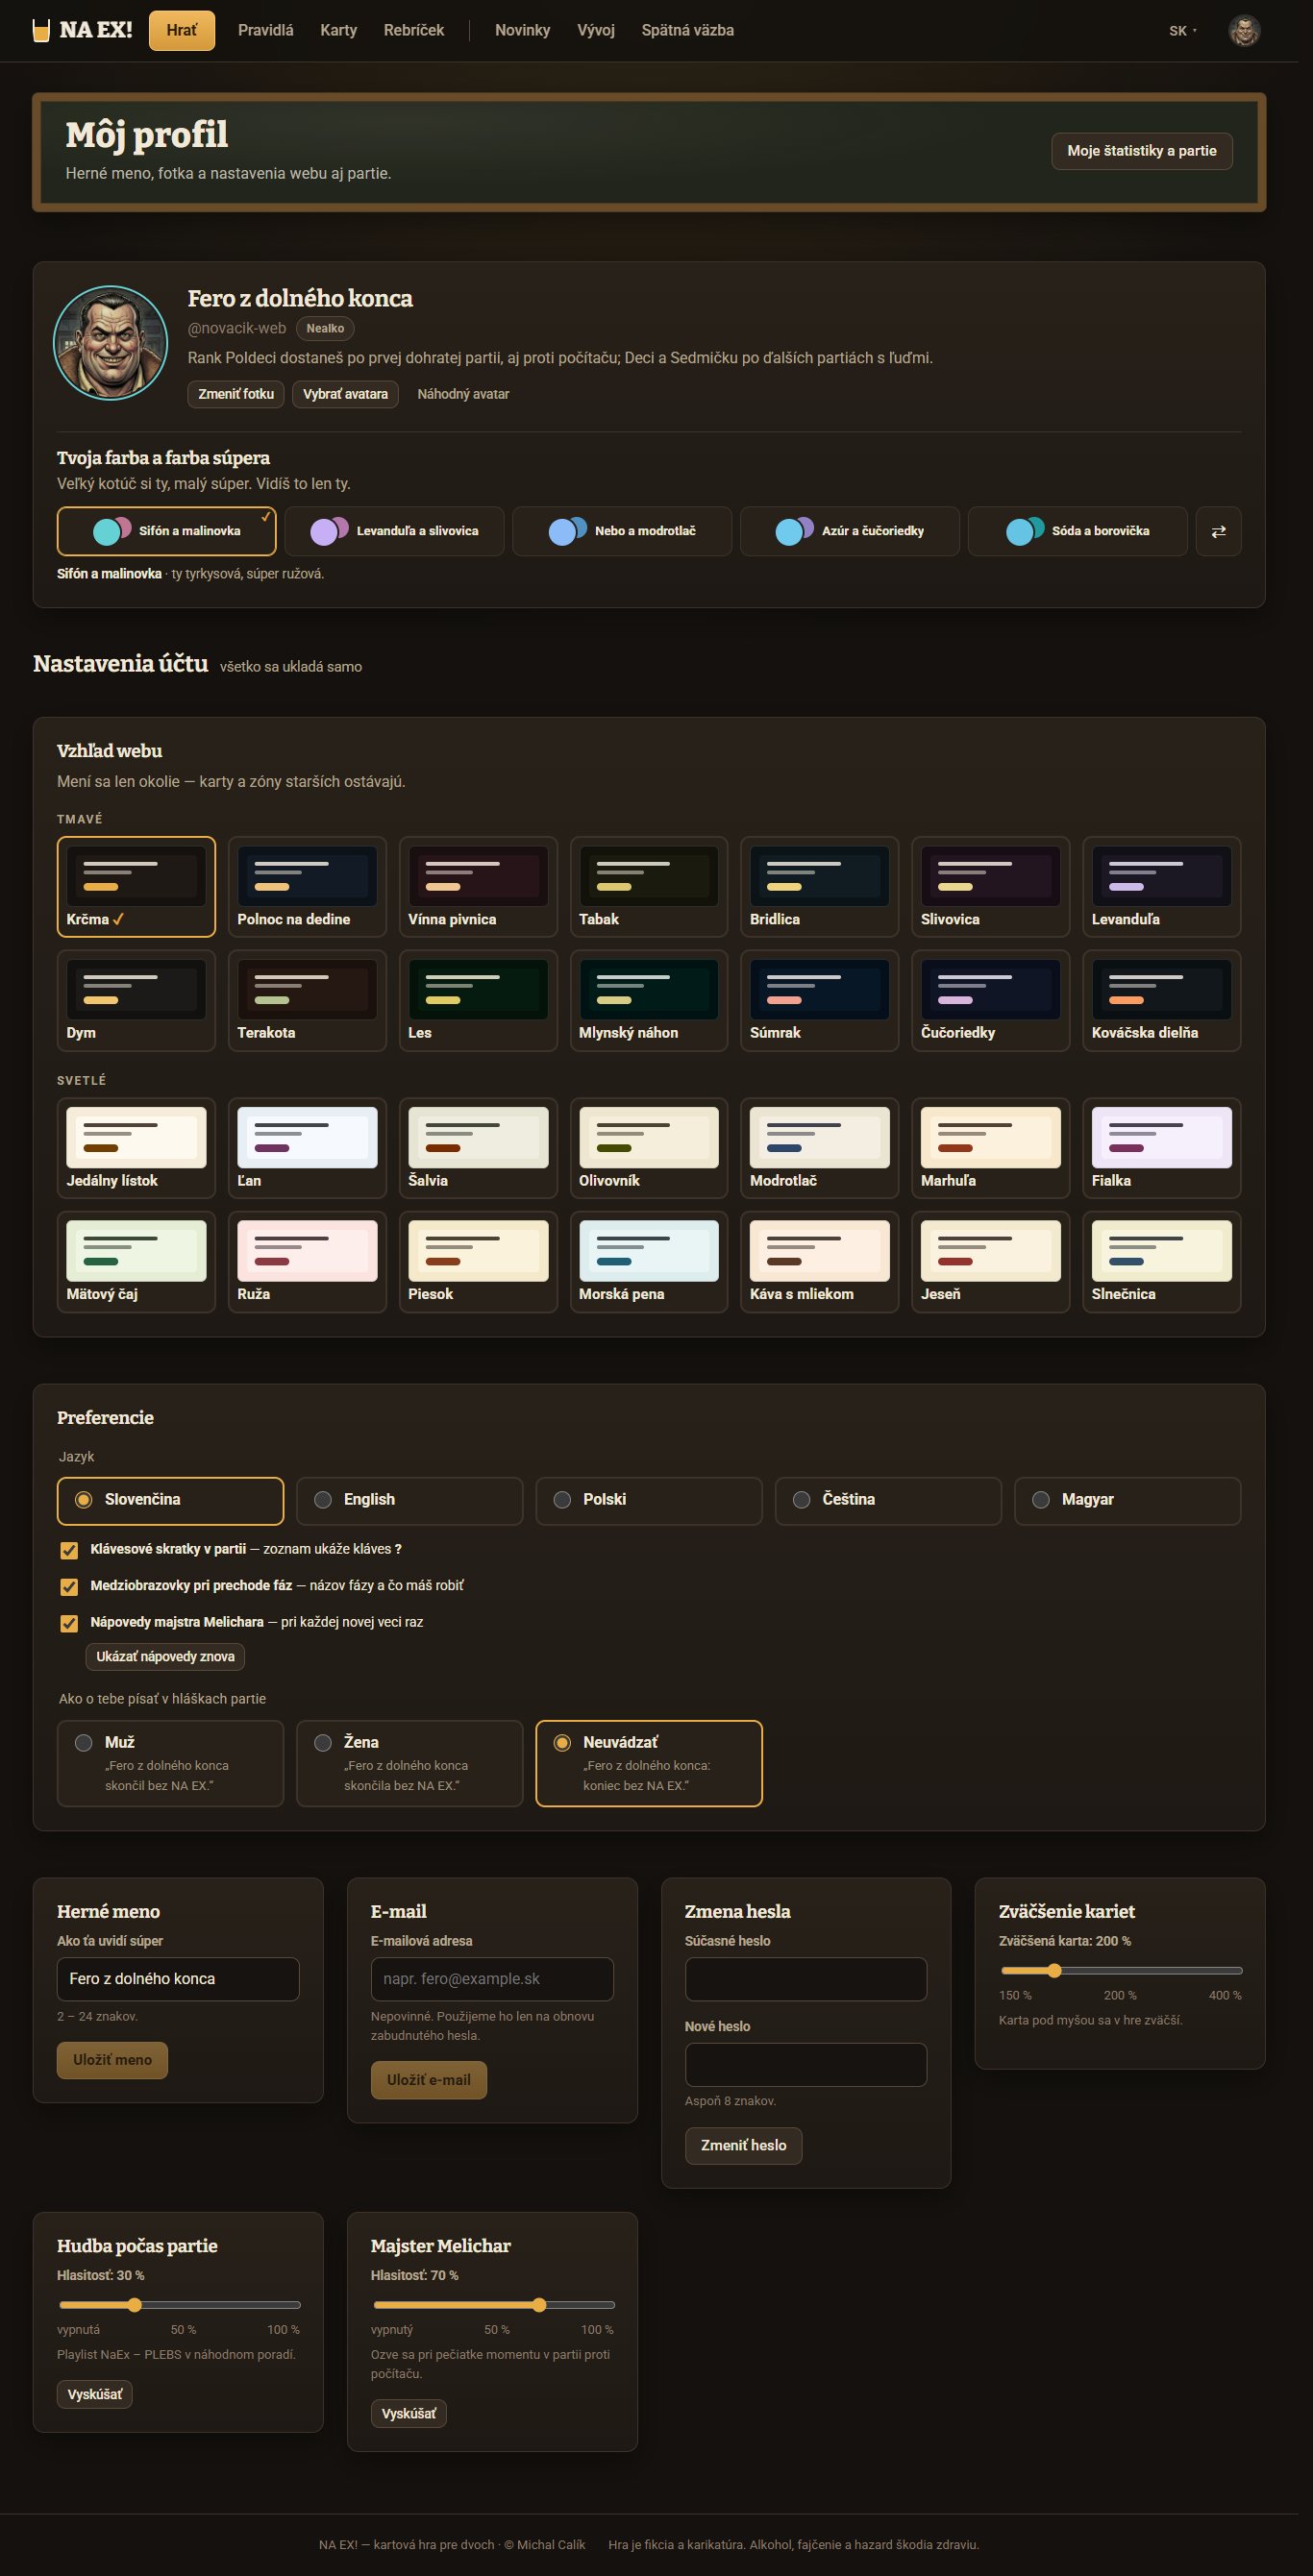 NA EX!
Hrať
Pravidlá
Karty
Rebríček
Novinky
Vývoj
Spätná väzba
SK
Môj profil
Herné meno, fotka a nastavenia webu aj partie.
Moje štatistiky a partie
Fero z dolného konca
@novacik-web Nealko
Rank Poldeci dostaneš po prvej dohratej partii, aj proti počítaču; Deci a Sedmičku po ďalších partiách s ľuďmi.
Zmeniť fotku
Vybrať avatara
Náhodný avatar
Tvoja farba a farba súpera
Veľký kotúč si ty, malý súper. Vidíš to len ty.
Sifón a malinovka ✓
Levanduľa a slivovica
Nebo a modrotlač
Azúr a čučoriedky
Sóda a borovička
⇄
Sifón a malinovka · ty tyrkysová, súper ružová.
Nastavenia účtu všetko sa ukladá samo
Vzhľad webu
Mení sa len okolie — karty a zóny starších ostávajú.
TMAVÉ
Krčma ✓
Polnoc na dedine
Vínna pivnica
Tabak
Bridlica
Slivovica
Levanduľa
Dym
Terakota
Les
Mlynský náhon
Súmrak
Čučoriedky
Kováčska dielňa
SVETLÉ
Jedálny lístok
Ľan
Šalvia
Olivovník
Modrotlač
Marhuľa
Fialka
Mätový čaj
Ruža
Piesok
Morská pena
Káva s mliekom
Jeseň
Slnečnica
Preferencie
Jazyk
Slovenčina
English
Polski
Čeština
Magyar
Klávesové skratky v partii — zoznam ukáže kláves ?
Medziobrazovky pri prechode fáz — názov fázy a čo máš robiť
Nápovedy majstra Melichara — pri každej novej veci raz
Ukázať nápovedy znova
Ako o tebe písať v hláškach partie
Muž
„Fero z dolného konca
skončil bez NA EX.“
Žena
„Fero z dolného konca
skončila bez NA EX.“
Neuvádzať
„Fero z dolného konca:
koniec bez NA EX.“
Herné meno
Ako ťa uvidí súper
Fero z dolného konca
2 – 24 znakov.
Uložiť meno
E-mail
E-mailová adresa
napr. fero@example.sk
Nepovinné. Použijeme ho len na obnovu
zabudnutého hesla.
Uložiť e-mail
Zmena hesla
Súčasné heslo
Nové heslo
Aspoň 8 znakov.
Zmeniť heslo
Zväčšenie kariet
Zväčšená karta: 200 %
150 % 200 % 400 %
Karta pod myšou sa v hre zväčší.
Hudba počas partie
Hlasitosť: 30 %
vypnutá 50 % 100 %
Playlist NaEx – PLEBS v náhodnom poradí.
Vyskúšať
Majster Melichar
Hlasitosť: 70 %
vypnutý 50 % 100 %
Ozve sa pri pečiatke momentu v partii proti
počítaču.
Vyskúšať
NA EX! — kartová hra pre dvoch · © Michal Calík Hra je fikcia a karikatúra. Alkohol, fajčenie a hazard škodia zdraviu.